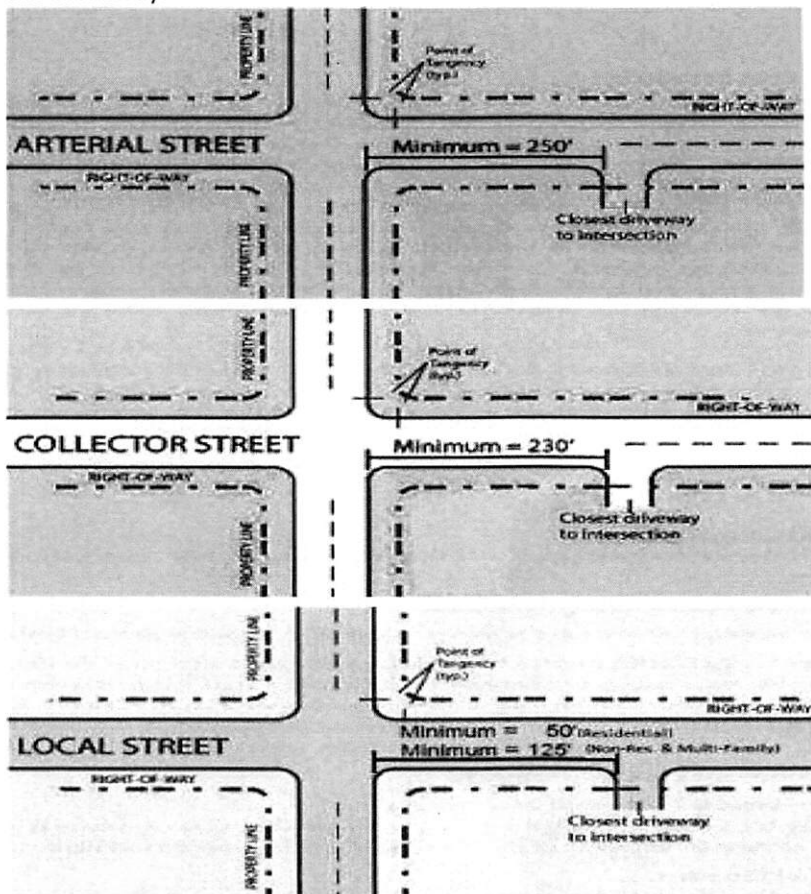 PROPERTY LINE
Point of
Tangency
(typ.)
RIGHT-OF-WAY
ARTERIAL STREET
Minimum = 250'
RIGHT-OF-WAY
PROPERTY LINE
Closest driveway
to Intersection
PROPERTY LINE
Point of
Tangency
(typ.)
RIGHT-OF-WAY
COLLECTOR STREET
Minimum = 230'
RIGHT-OF-WAY
PROPERTY LINE
Closest driveway
to Intersection
PROPERTY LINE
Point of
Tangency
(typ.)
RIGHT-OF-WAY
Minimum = 50' (Residential)
LOCAL STREET
Minimum = 125' (Non-Res. & Multi-Family)
RIGHT-OF-WAY
PROPERTY LINE
Closest driveway
to Intersection